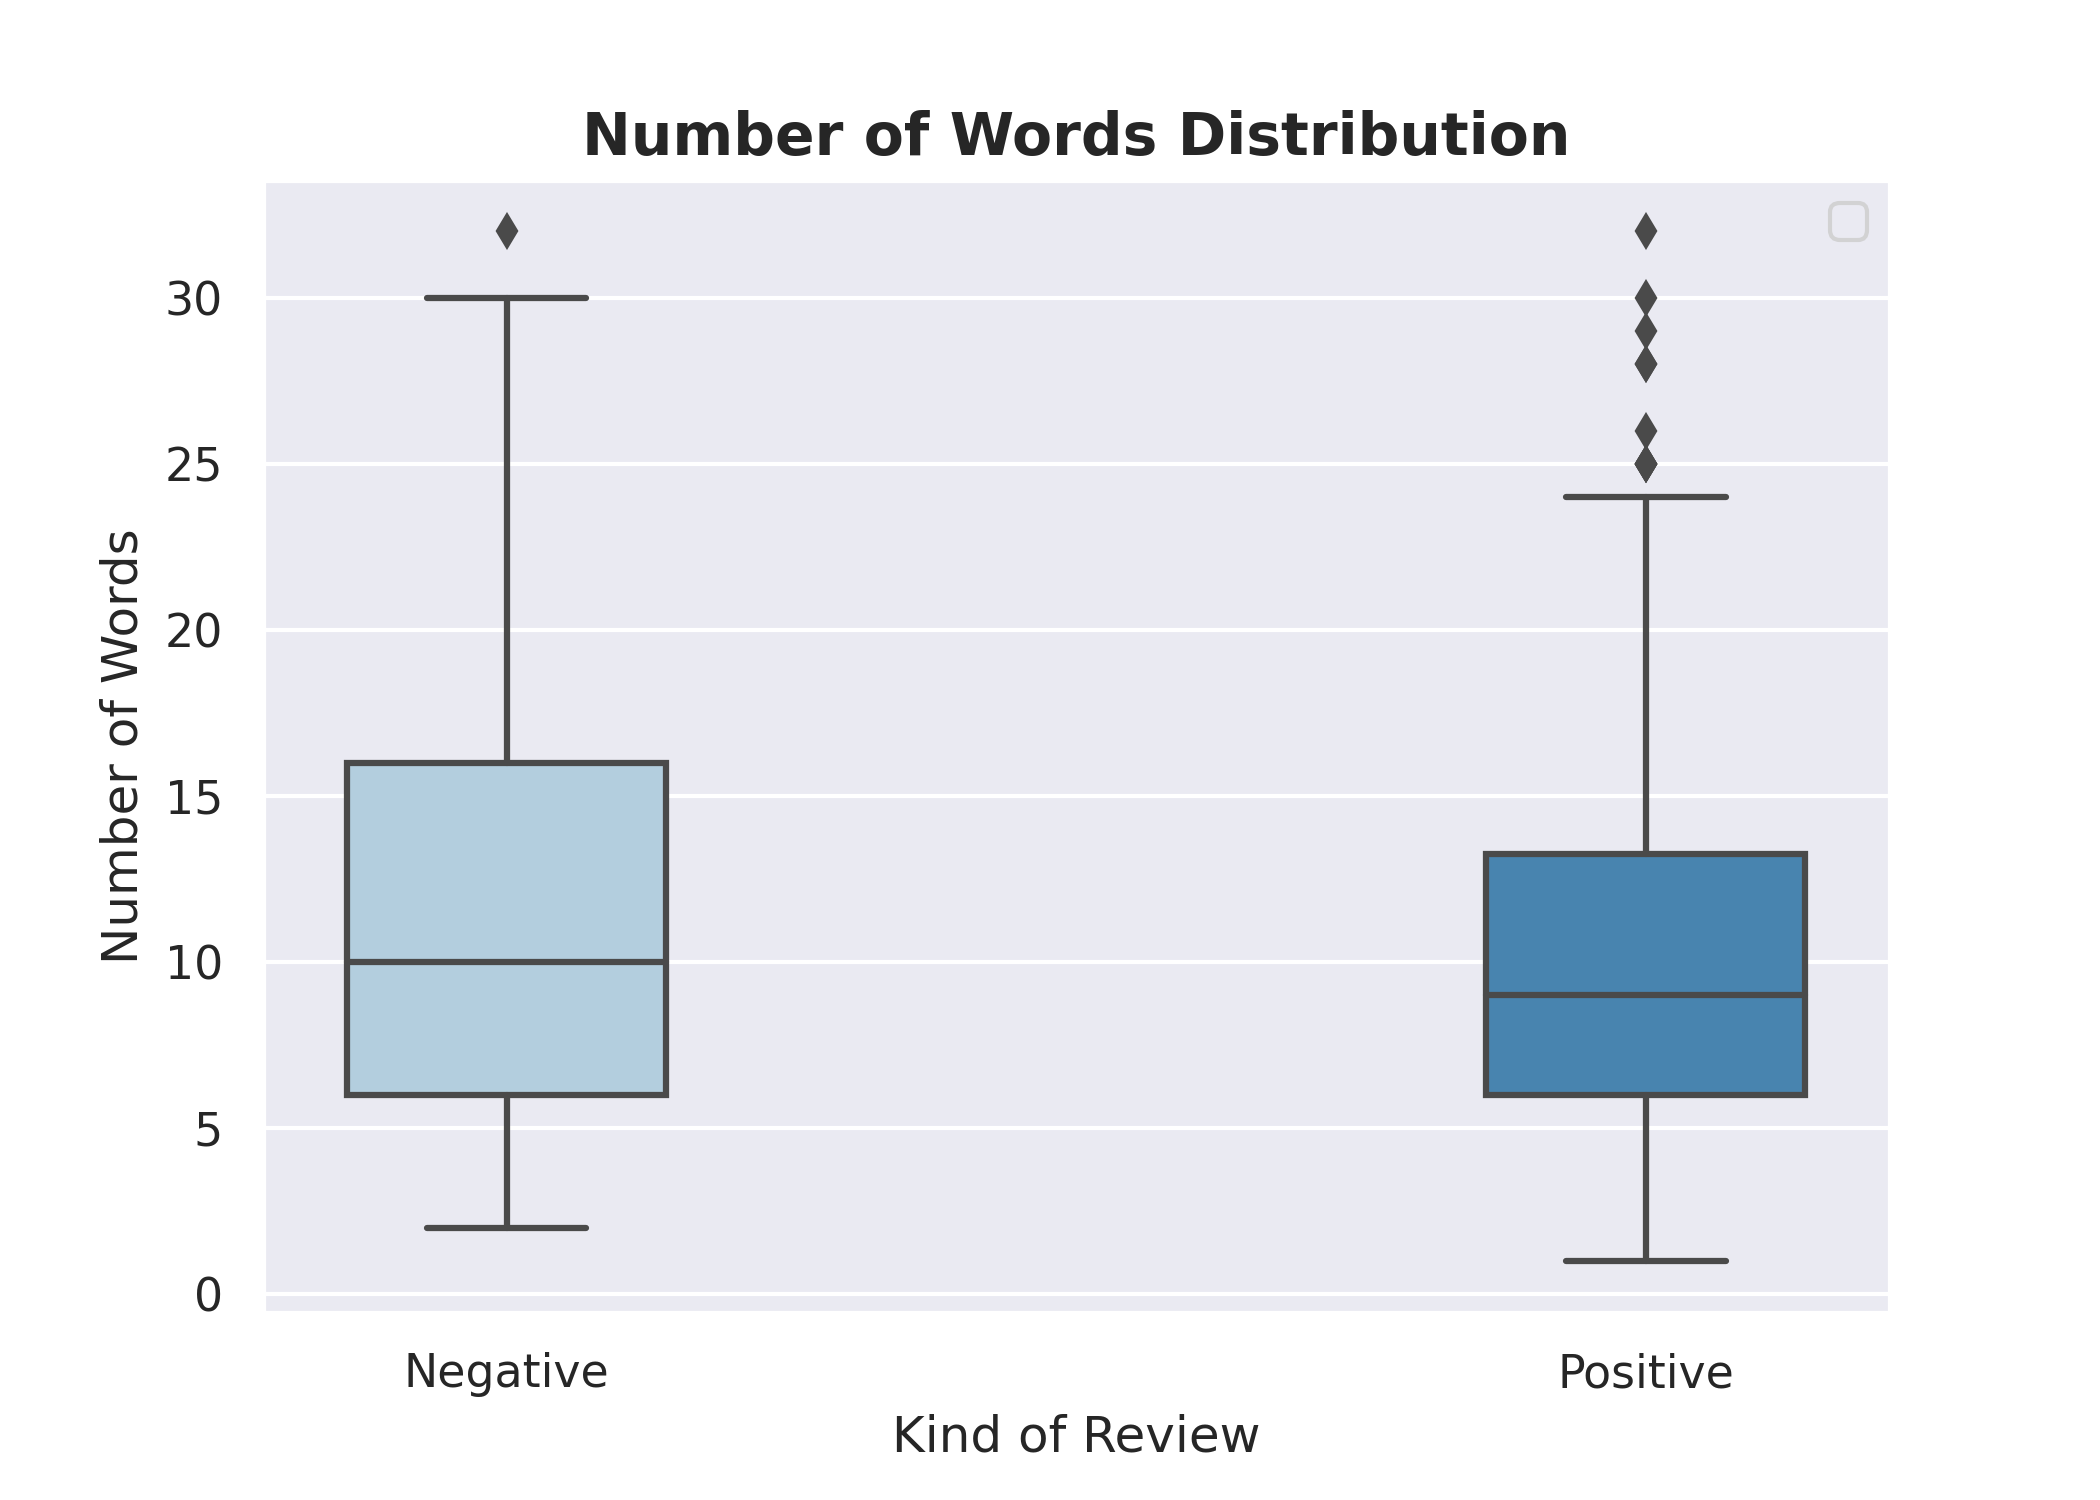 Number of Words Distribution
Number of Words
30
25
20
15
10
5
0
Negative
Positive
Kind of Review